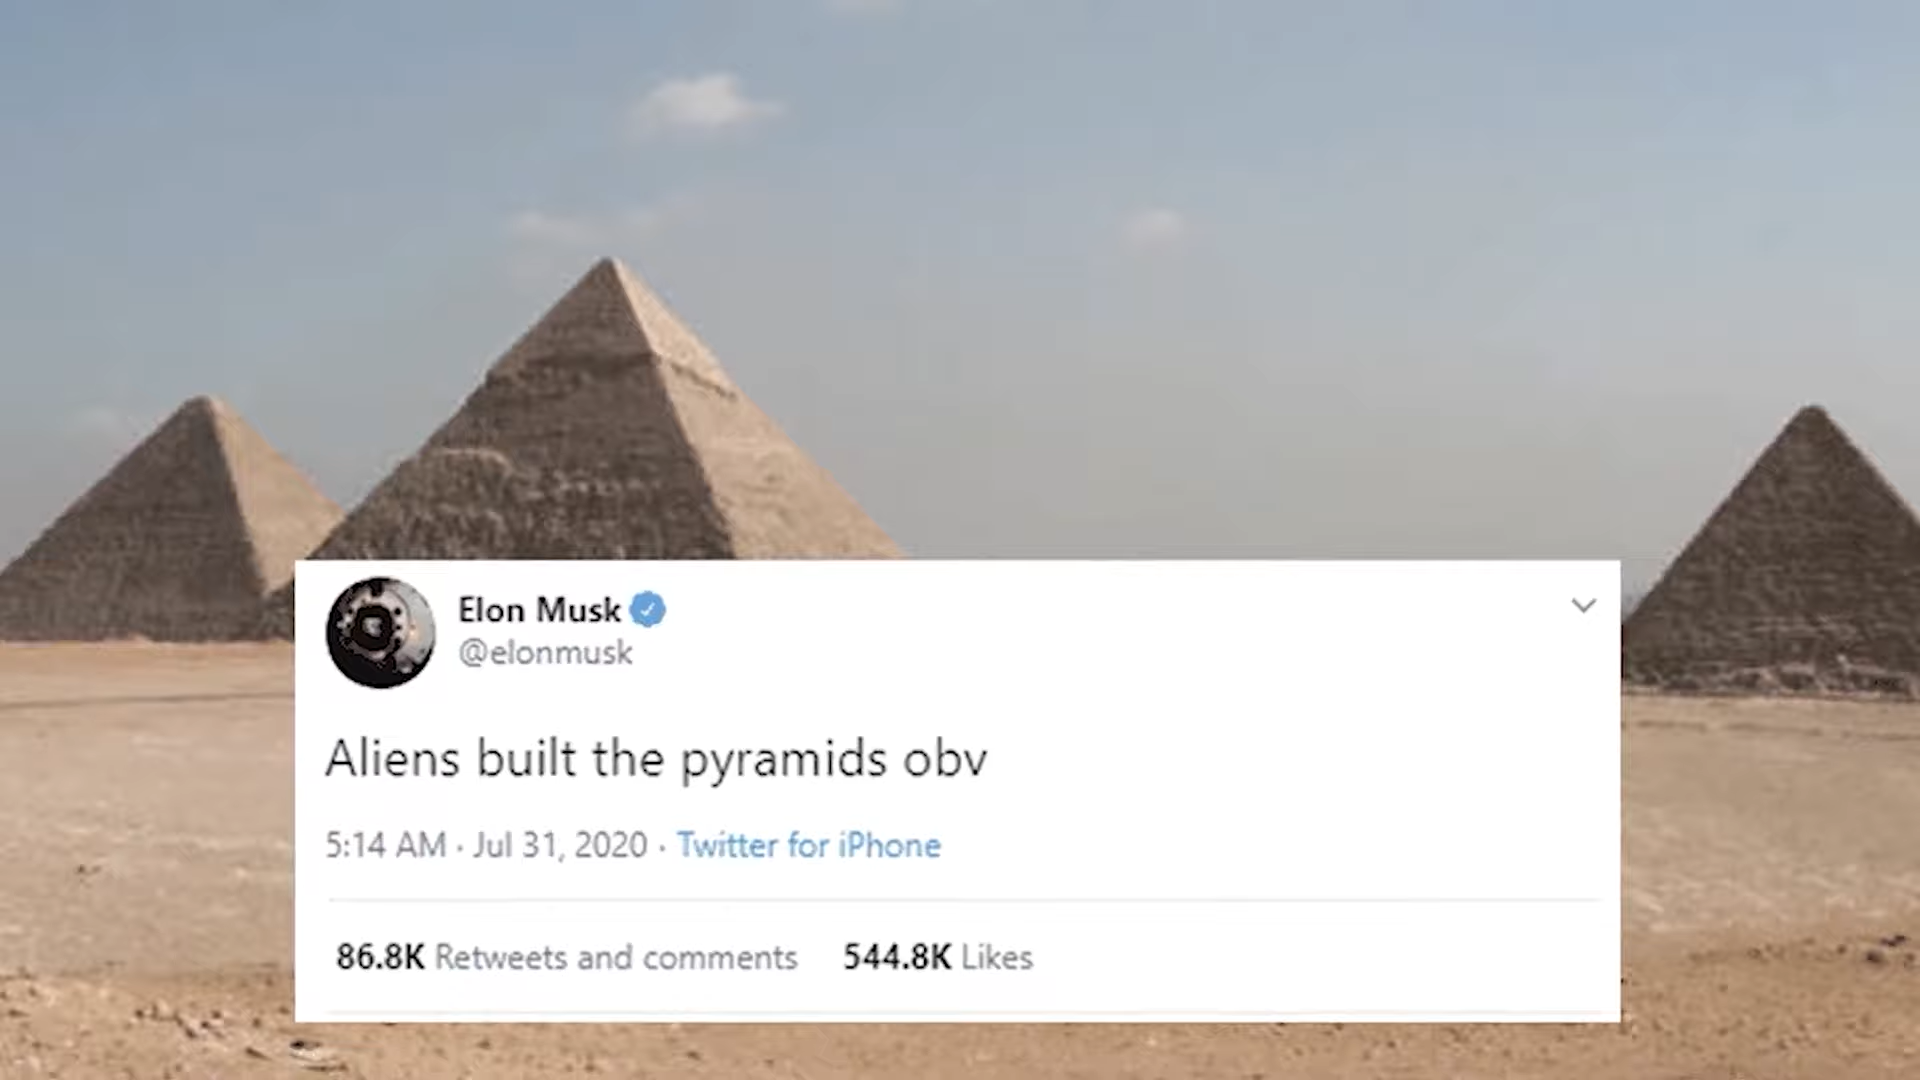 Elon Musk
@elonmusk
Aliens built the pyramids obv
5:14 AM · Jul 31, 2020 · Twitter for iPhone
86.8K Retweets and comments 544.8K Likes